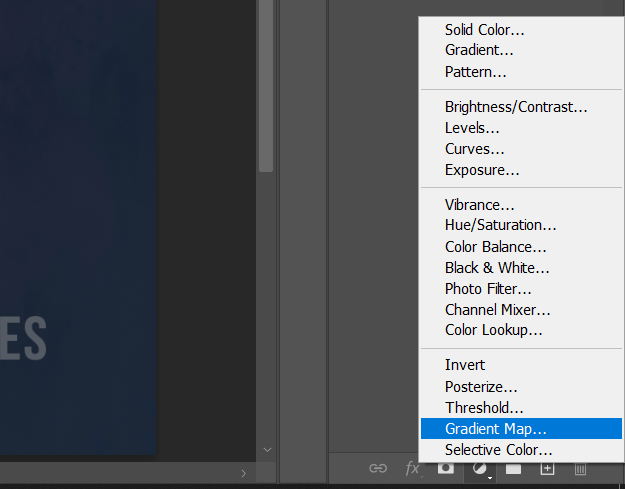 Solid Color...
Gradient...
Pattern...
Brightness/Contrast...
Levels...
Curves...
Exposure...
Vibrance...
Hue/Saturation...
Color Balance...
Black & White...
Photo Filter...
Channel Mixer...
Color Lookup...
Invert
Posterize...
Threshold...
Gradient Map...
Selective Color...
ES
fx